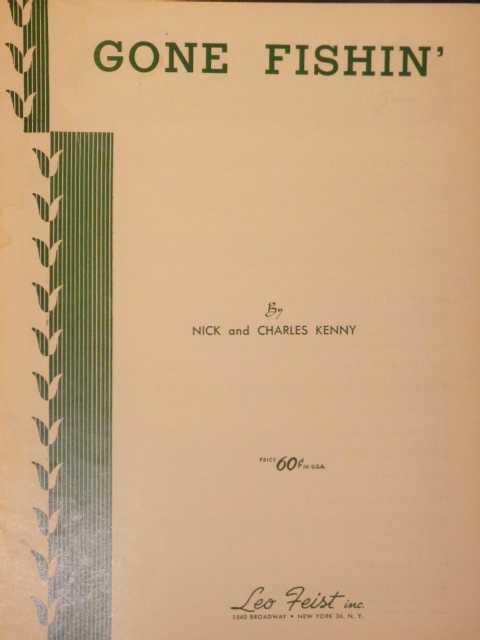 GONE FISHIN'
By
NICK and CHARLES KENNY
PRICE 60¢ IN U.S.A.
Leo Feist inc.
1540 BROADWAY • NEW YORK 36, N. Y.